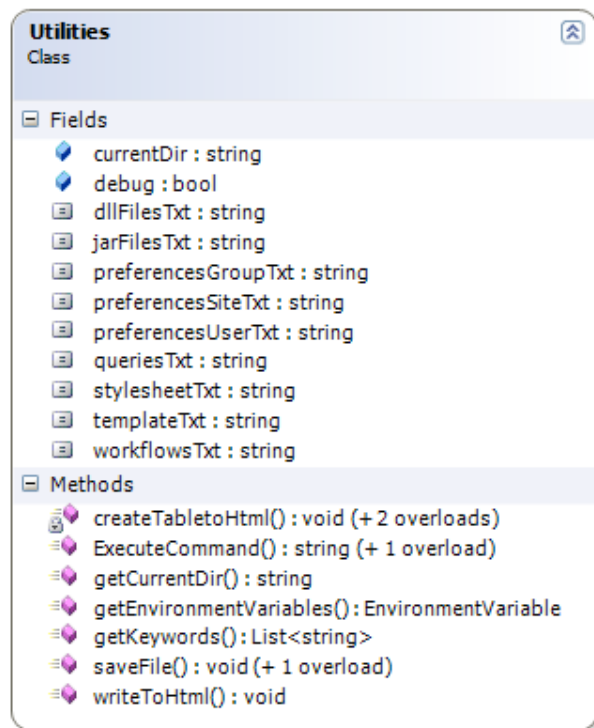 Utilities
Class
Fields
currentDir : string
debug : bool
dllFilesTxt : string
jarFilesTxt : string
preferencesGroupTxt : string
preferencesSiteTxt : string
preferencesUserTxt : string
queriesTxt : string
stylesheetTxt : string
templateTxt : string
workflowsTxt : string
Methods
createTabletoHtml() : void (+ 2 overloads)
ExecuteCommand() : string (+ 1 overload)
getCurrentDir() : string
getEnvironmentVariables():EnvironmentVariable
getKeywords():List<string>
saveFile() : void (+ 1 overload)
writeToHtml() : void